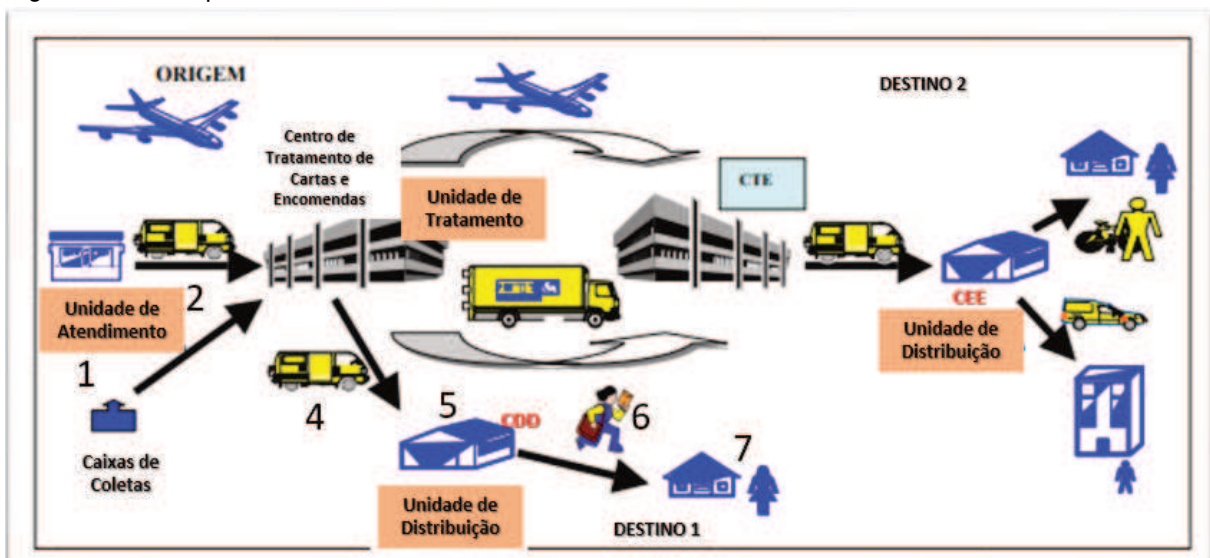 ORIGEM
DESTINO 2
Centro de
Tratamento de
Cartas e
Encomendas
Unidade de
Tratamento
CTE
2
Unidade de
Atendimento
1
Caixas de
Coletas
4
5
CDD
6
7
Unidade de
Distribuição
DESTINO 1
CEE
Unidade de
Distribuição